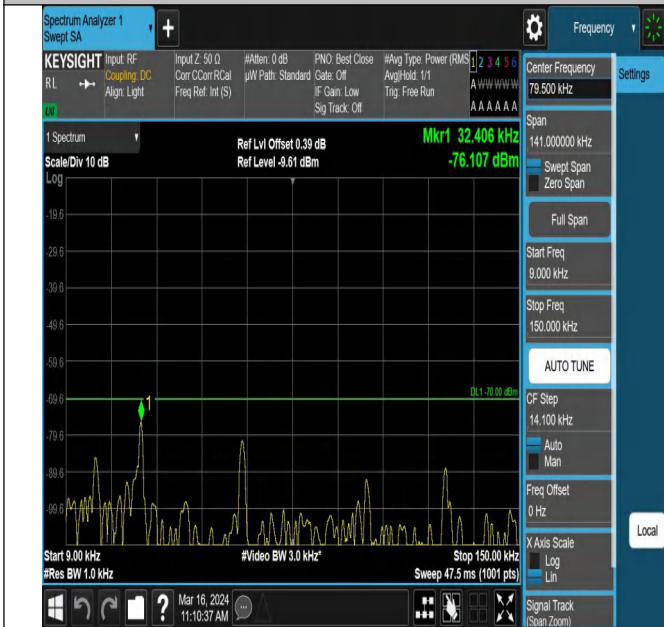 Spectrum Analyzer 1
Swept SA
+
Frequency
KEYSIGHT
RL
LXI
Input: RF
Coupling: DC
Align: Light
Input Z: 50 Ω
Corr CCorr RCal
Freq Ref: Int (S)
#Atten: 0 dB
µW Path: Standard
PNO: Best Close
Gate: Off
IF Gain: Low
Sig Track: Off
#Avg Type: Power (RMS
Avg|Hold: 1/1
Trig: Free Run
1 2 3 4 5 6
A W W W W W
A A A A A A
1 Spectrum
Scale/Div 10 dB
Log
Ref Lvl Offset 0.39 dB
Ref Level -9.61 dBm
Mkr1 32.406 kHz
-76.107 dBm
-19.6
-29.6
-39.6
-49.6
-59.6
-69.6
-79.6
-89.6
-99.6
1
DL1 -70.00 dBm
Start 9.00 kHz
#Res BW 1.0 kHz
#Video BW 3.0 kHz*
Stop 150.00 kHz
Sweep 47.5 ms (1001 pts)
Center Frequency
79.500 kHz
Settings
Span
141.000000 kHz
Swept Span
Zero Span
Full Span
Start Freq
9.000 kHz
Stop Freq
150.000 kHz
AUTO TUNE
CF Step
14.100 kHz
Auto
Man
Freq Offset
0 Hz
X Axis Scale
Log
Lin
Local
Signal Track
(Span Zoom)
?
Mar 16, 2024
11:10:37 AM